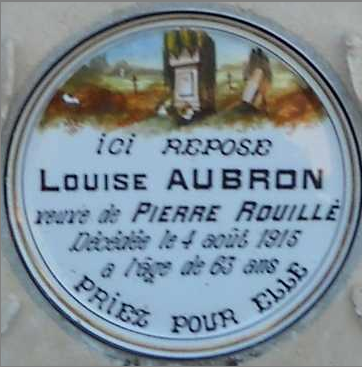 ici REPOSE
LOUISE AUBRON
veuve de PIERRE ROUILLÉ
Décédée le 4 août 1915
a l'âge de 63 ans
PRIEZ POUR ELLE